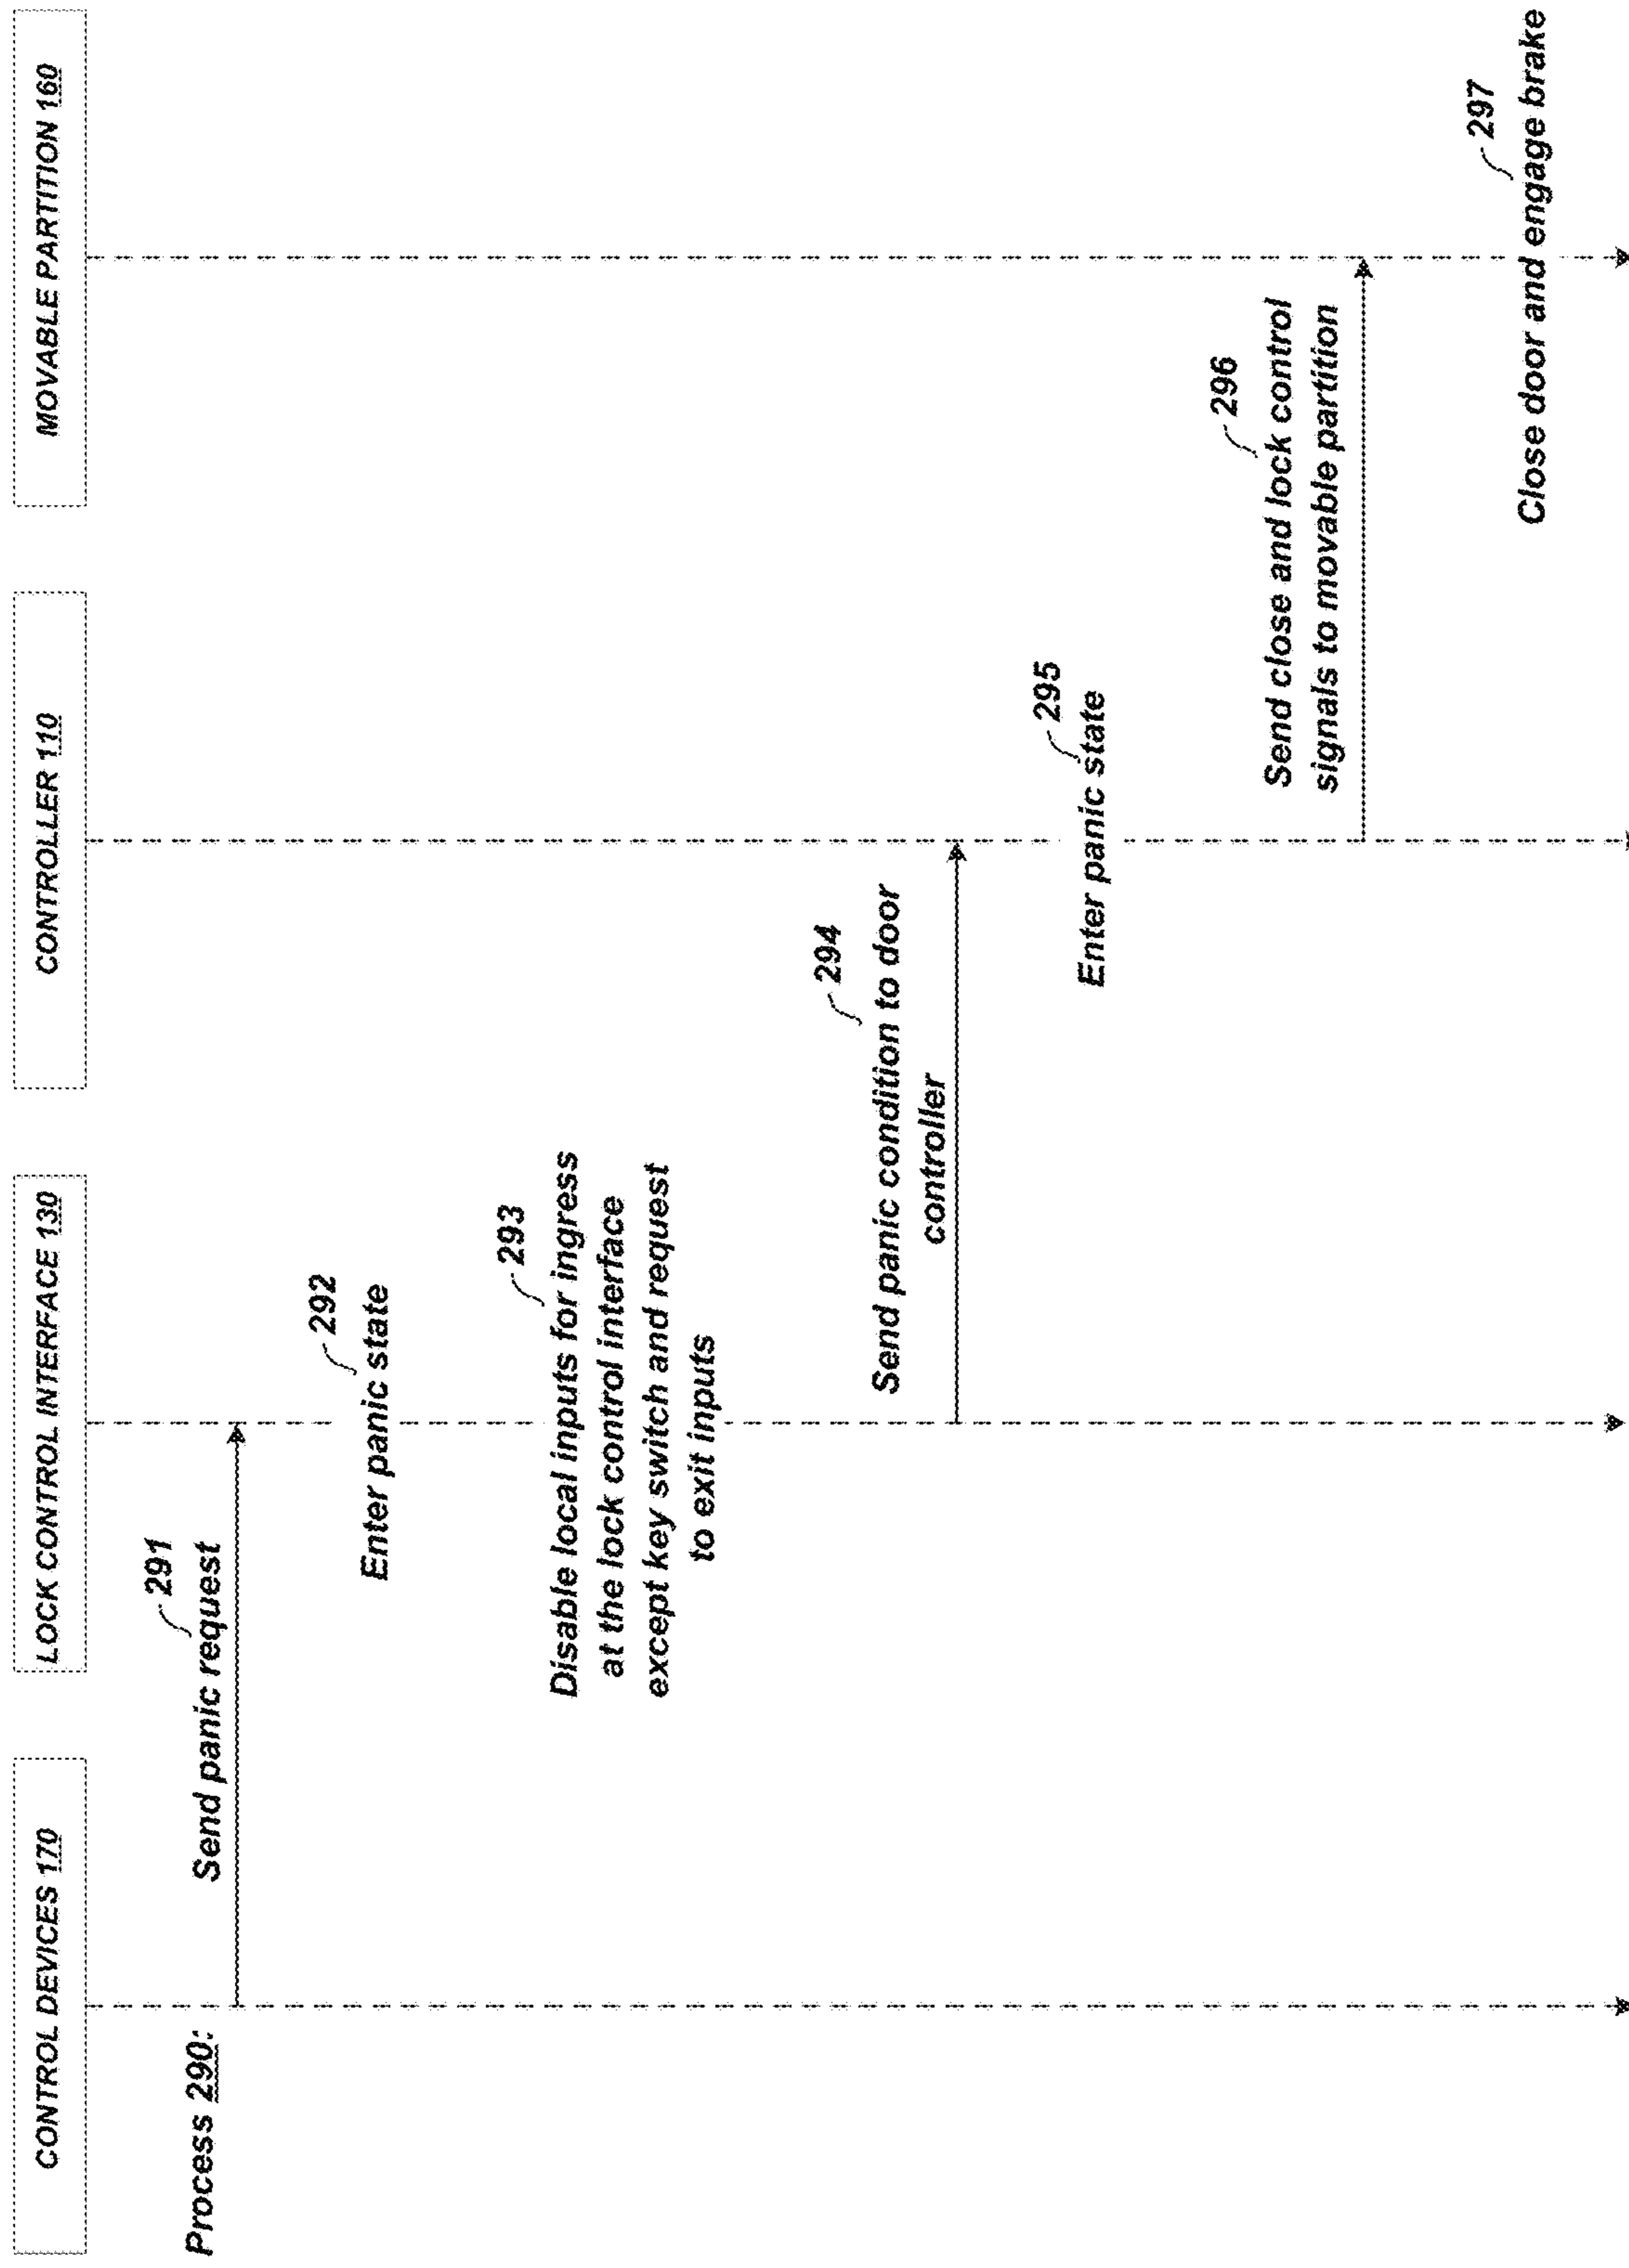 CONTROL DEVICES 170
LOCK CONTROL INTERFACE 130
CONTROLLER 110
MOVABLE PARTITION 160
Process 290:
291
Send panic request
292
Enter panic state
293
Disable local inputs for ingress
at the lock control interface
except key switch and request
to exit inputs
294
Send panic condition to door
controller
295
Enter panic state
296
Send close and lock control
signals to movable partition
297
Close door and engage brake